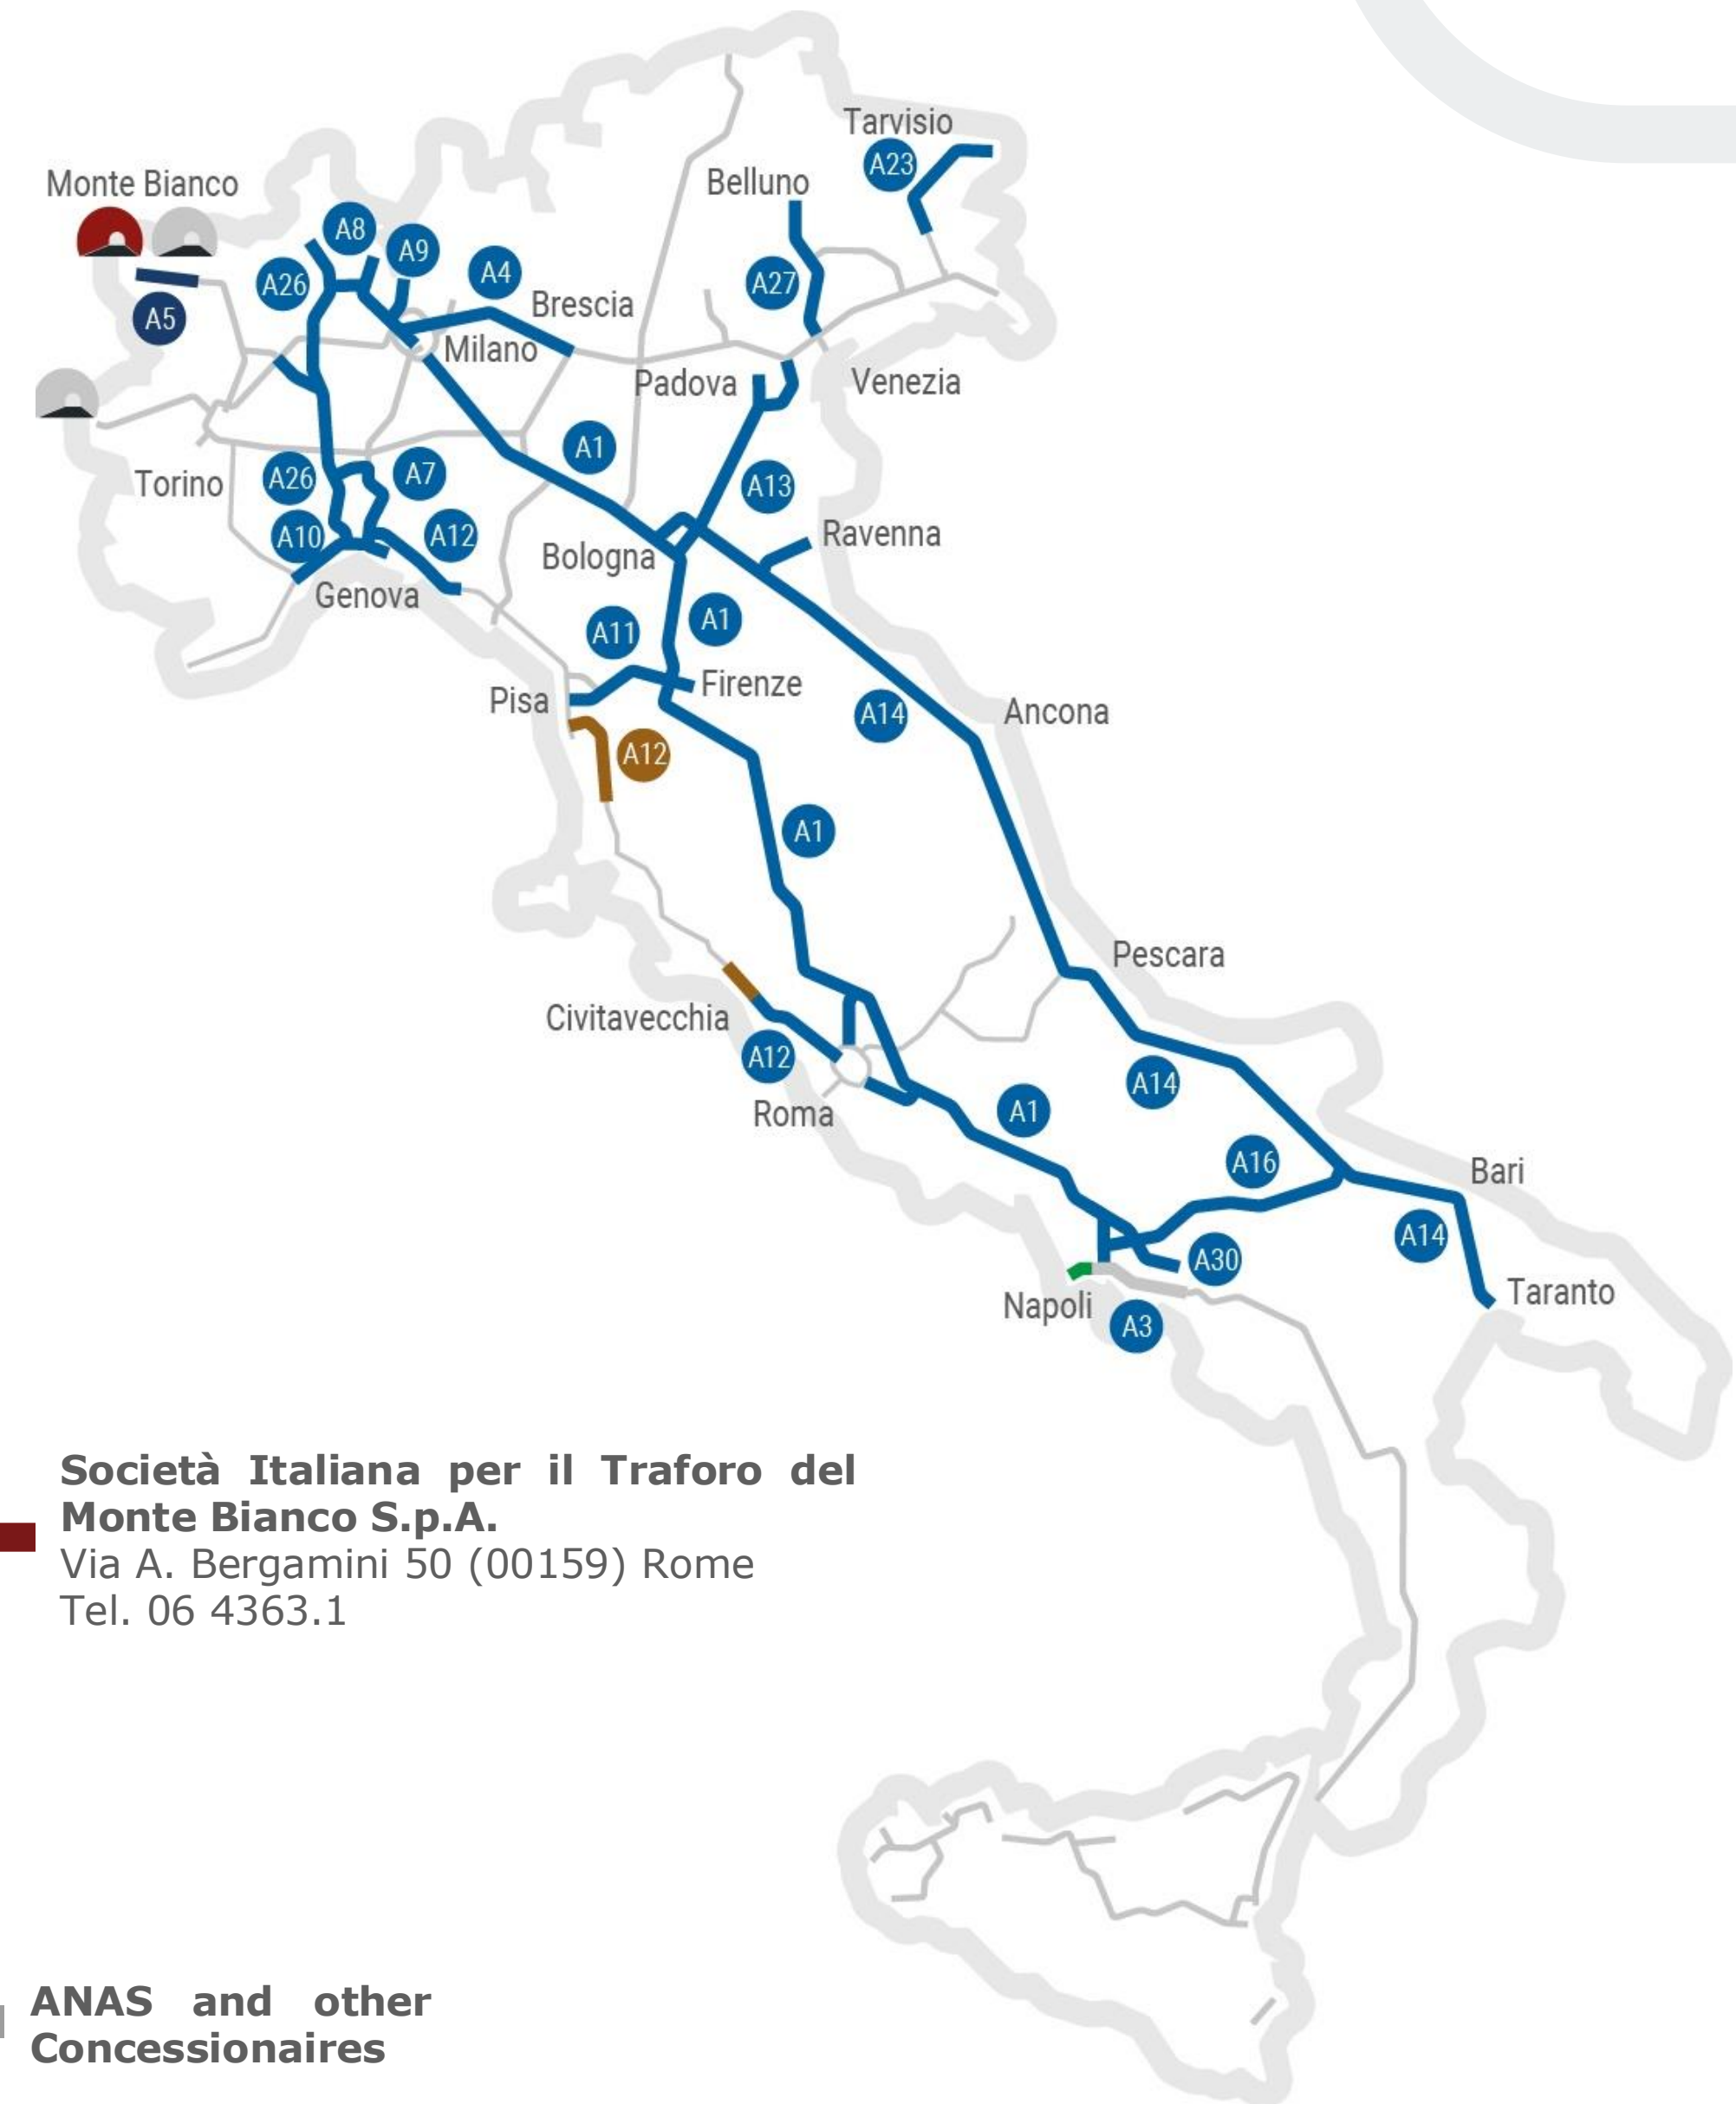 Tarvisio
A23
Monte Bianco
Belluno
A8
A9
A4
A26
A27
A5
Brescia
Milano
Padova
Venezia
A1
Torino
A26
A7
A13
A10
A12
Ravenna
Bologna
Genova
A11
A1
Pisa
Firenze
A14
Ancona
A12
A1
Pescara
Civitavecchia
A12
Roma
A1
A14
A16
Bari
A14
A30
Napoli
A3
Taranto
Società Italiana per il Traforo del
Monte Bianco S.p.A.
Via A. Bergamini 50 (00159) Rome
Tel. 06 4363.1
ANAS and other
Concessionaires